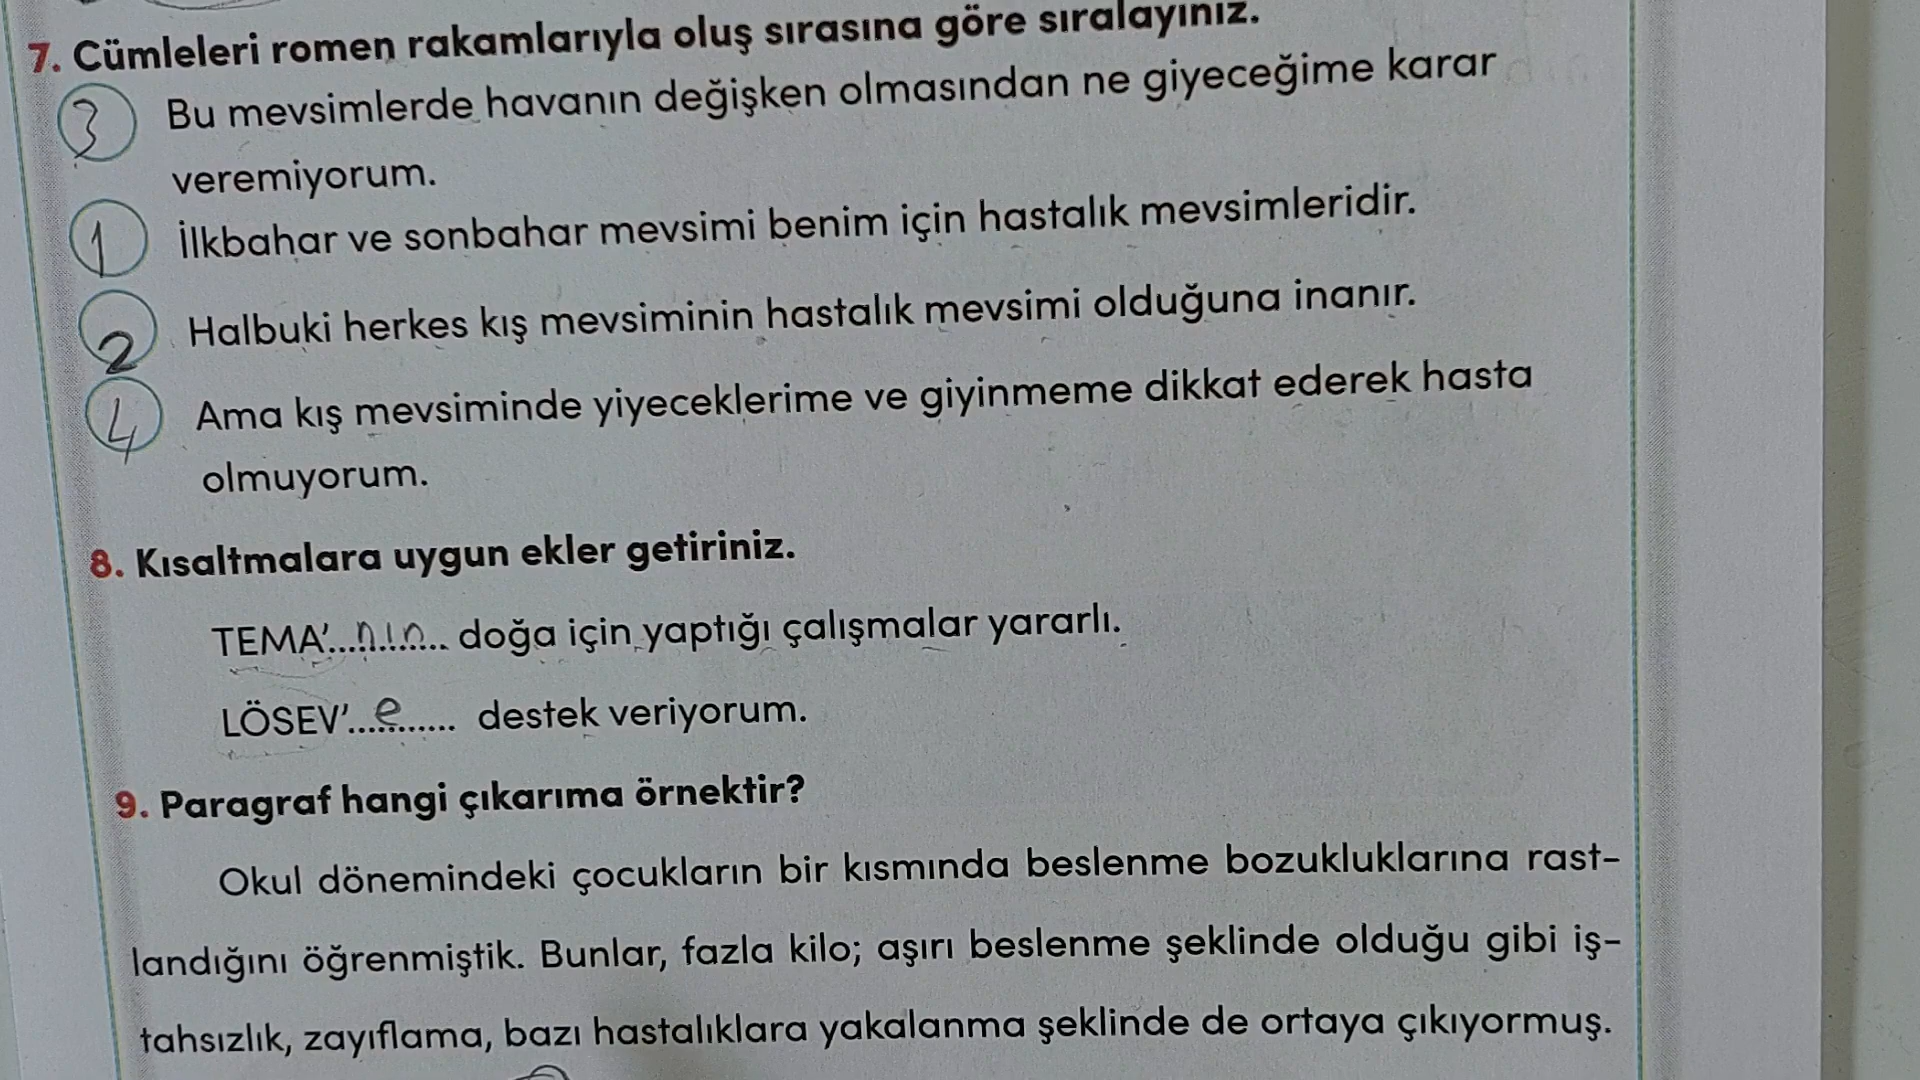 7. Cümleleri romen rakamlarıyla oluş sırasına göre sıralayınız.
3 Bu mevsimlerde havanın değişken olmasından ne giyeceğime karar
veremiyorum.
1 İlkbahar ve sonbahar mevsimi benim için hastalık mevsimleridir.
2 Halbuki herkes kış mevsiminin hastalık mevsimi olduğuna inanır.
4 Ama kış mevsiminde yiyeceklerime ve giyinmeme dikkat ederek hasta
olmuyorum.
8. Kısaltmalara uygun ekler getiriniz.
TEMA'...nın... doğa için yaptığı çalışmalar yararlı.
LÖSEV'...e...... destek veriyorum.
9. Paragraf hangi çıkarıma örnektir?
Okul dönemindeki çocukların bir kısmında beslenme bozukluklarına rast-
landığını öğrenmiştik. Bunlar, fazla kilo; aşırı beslenme şeklinde olduğu gibi iş-
tahsızlık, zayıflama, bazı hastalıklara yakalanma şeklinde de ortaya çıkıyormuş.